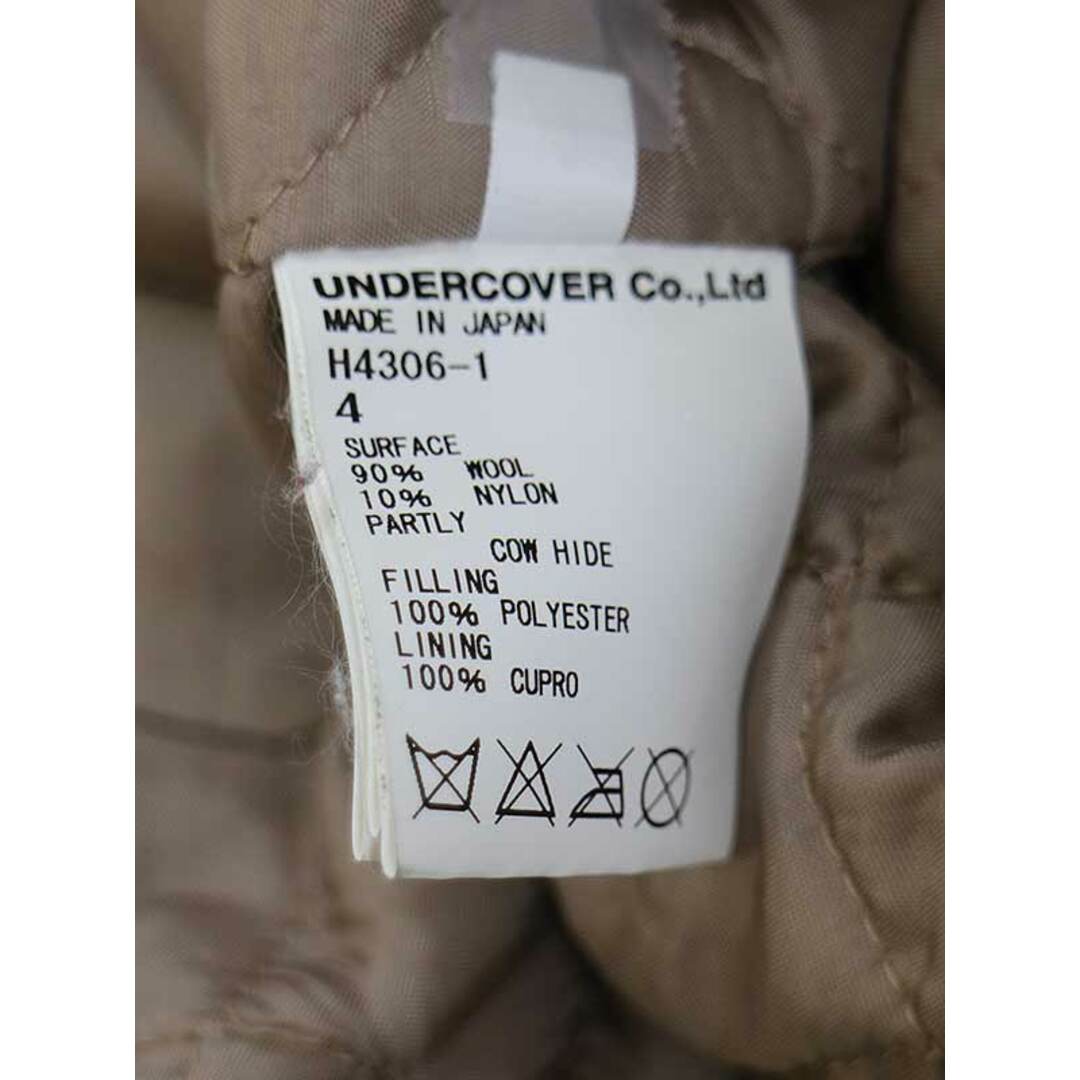 UNDERCOVER Co.,Ltd
MADE IN JAPAN
H4306-1
4
SURFACE
90% WOOL
10% NYLON
PARTLY
COW HIDE
FILLING
100% POLYESTER
LINING
100% CUPRO